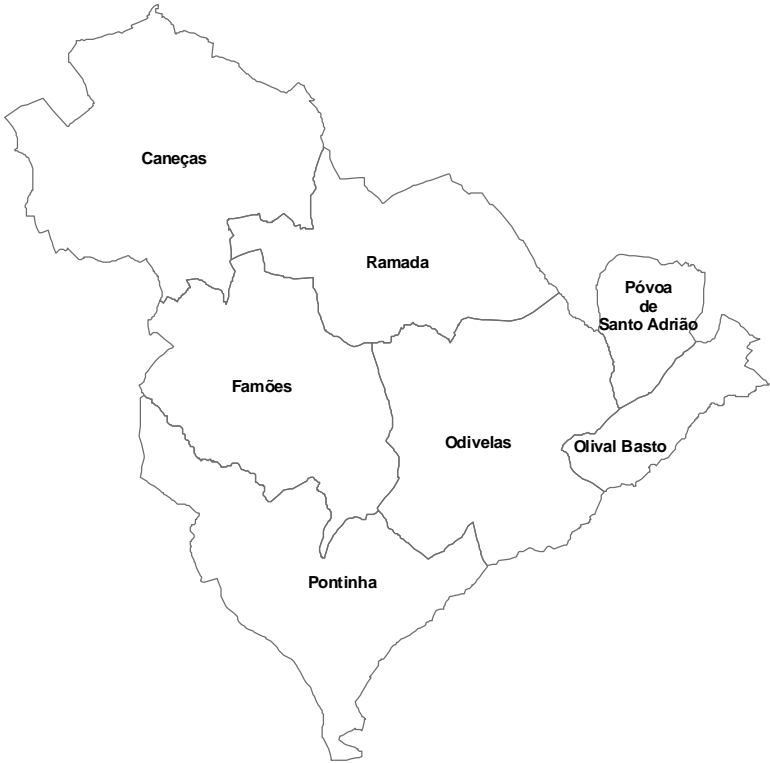 Caneças
Ramada
Póvoa
de
Santo Adrião
Famões
Odivelas
Olival Basto
Pontinha